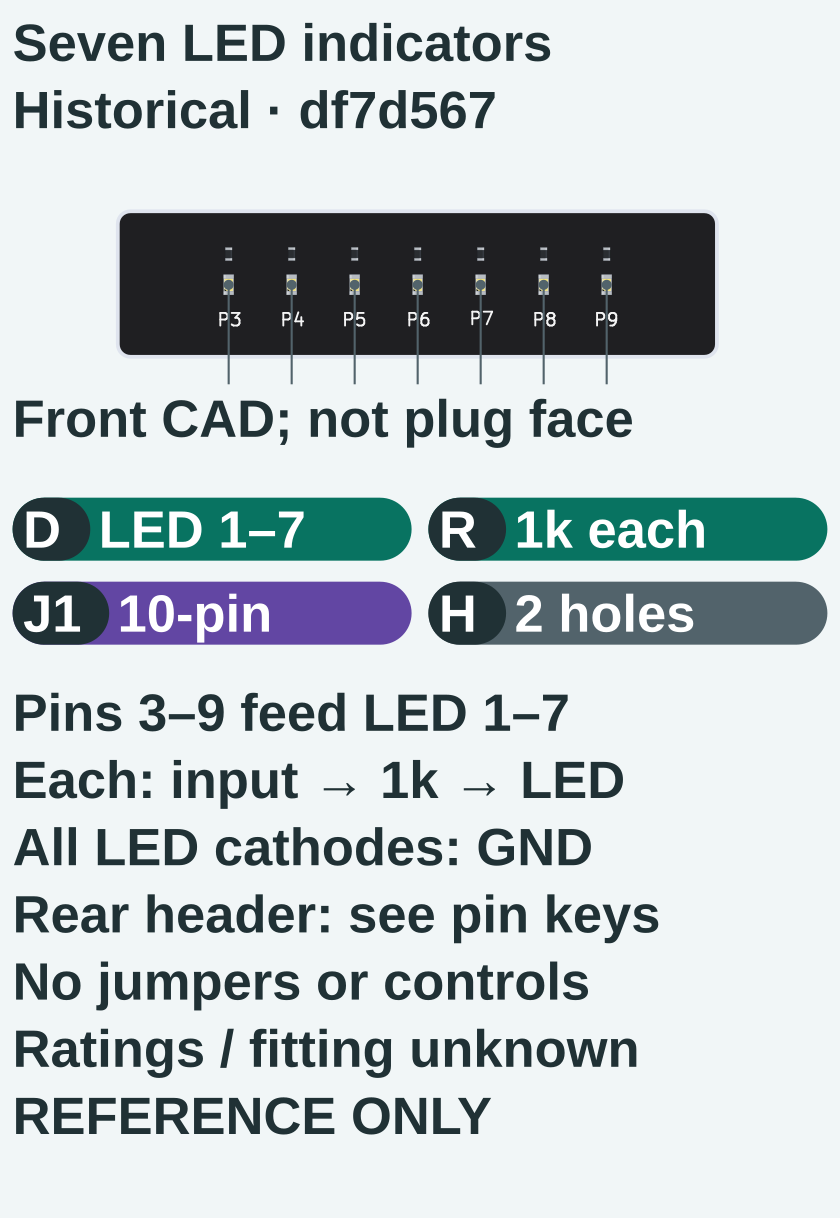 Seven LED indicators
Historical · df7d567
P3 P4 P5 P6 P7 P8 P9
Front CAD; not plug face
D LED 1–7 R 1k each
J1 10-pin H 2 holes
Pins 3–9 feed LED 1–7
Each: input → 1k → LED
All LED cathodes: GND
Rear header: see pin keys
No jumpers or controls
Ratings / fitting unknown
REFERENCE ONLY